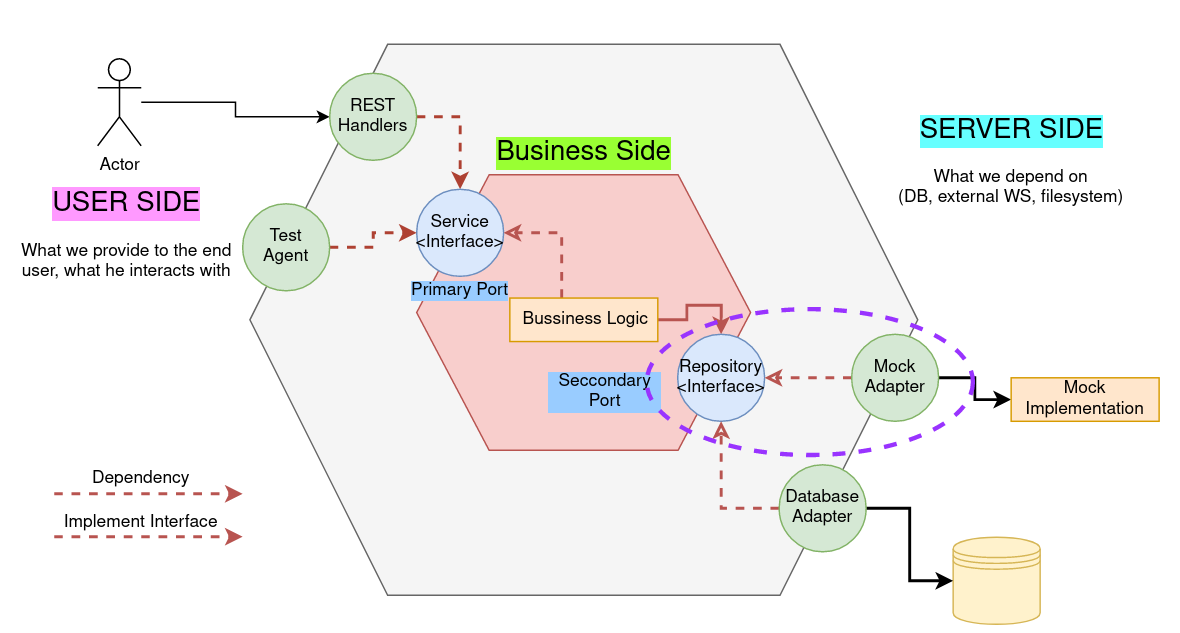 REST
Handlers
Actor
USER SIDE
What we provide to the end
user, what he interacts with
Test
Agent
Business Side
SERVER SIDE
What we depend on
(DB, external WS, filesystem)
Service
<Interface>
Primary Port
Bussiness Logic
Seccondary
Port
Repository
<Interface>
Mock
Adapter
Mock
Implementation
Database
Adapter
Dependency
Implement Interface